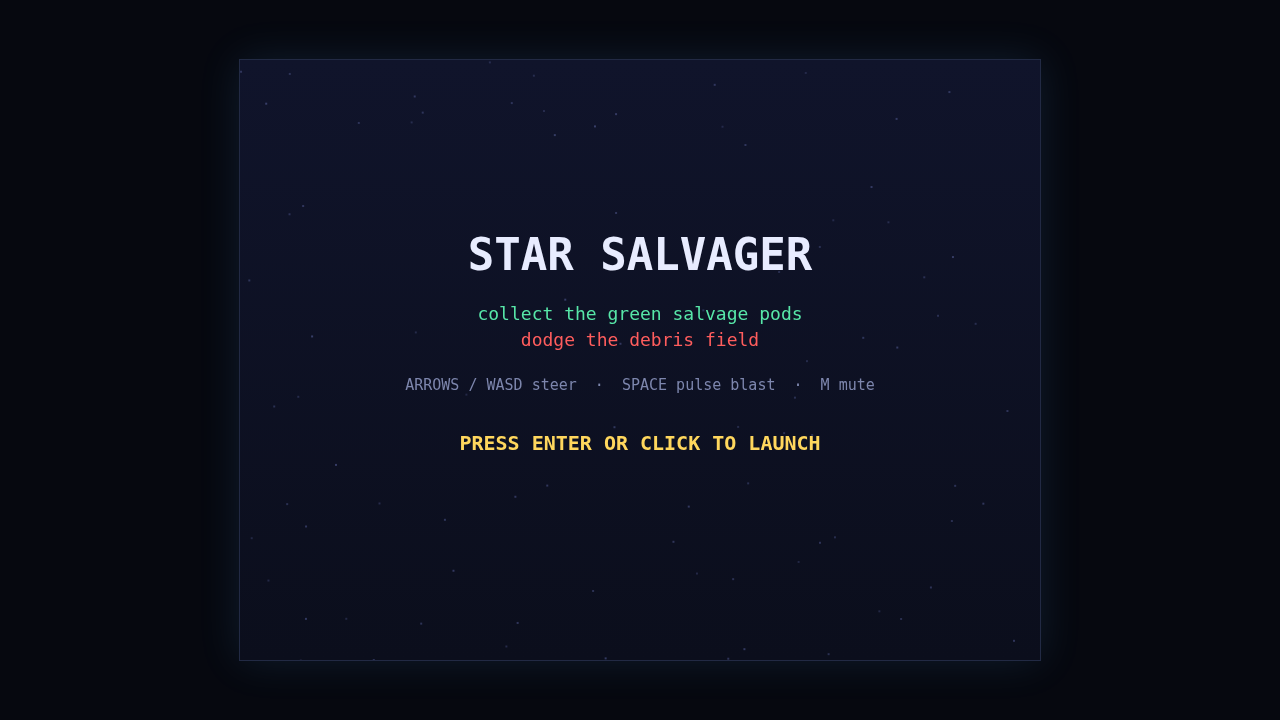 STAR SALVAGER
collect the green salvage pods
dodge the debris field
ARROWS / WASD steer · SPACE pulse blast · M mute
PRESS ENTER OR CLICK TO LAUNCH